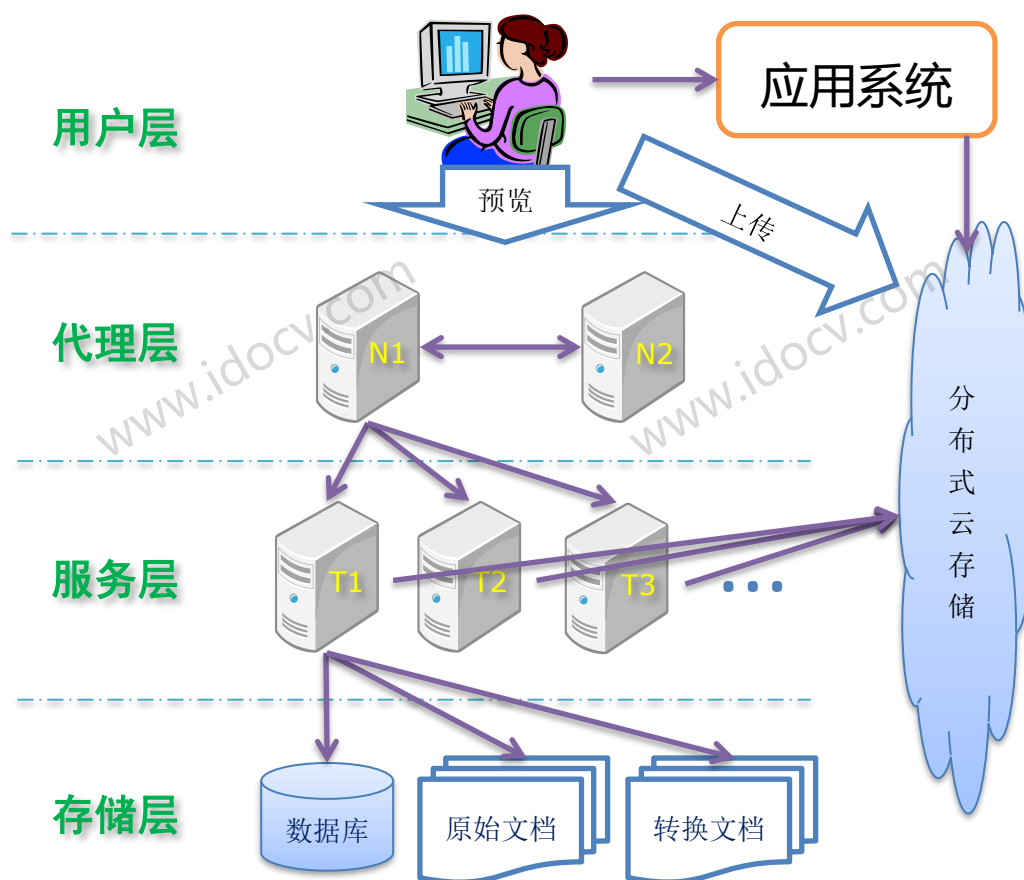 应用系统
用户层
预览
上传
代理层
N1
N2
www.idocv.com
www.idocv.com
分布式云存储
服务层
T1
T2
T3
...
存储层
数据库
原始文档
转换文档